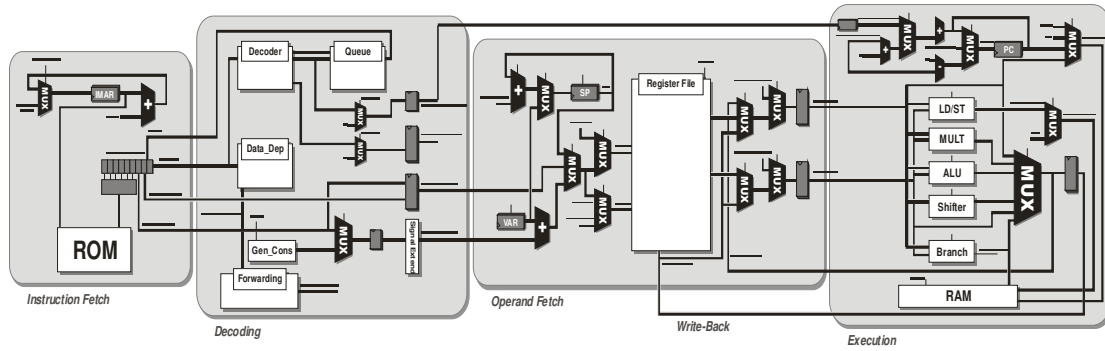 MUX
IMAR
+
ROM
Instruction Fetch
Decoder
Queue
MUX
Data_Dep
MUX
MUX
Gen_Cons
Signal Extend
Forwarding
Decoding
+
MUX
SP
Register File
MUX
MUX
MUX
VAR
+
MUX
MUX
MUX
MUX
Operand Fetch
Write-Back
MUX
+
+
-
MUX
PC
MUX
LD/ST
MUX
MULT
ALU
MUX
Shifter
Branch
RAM
Execution